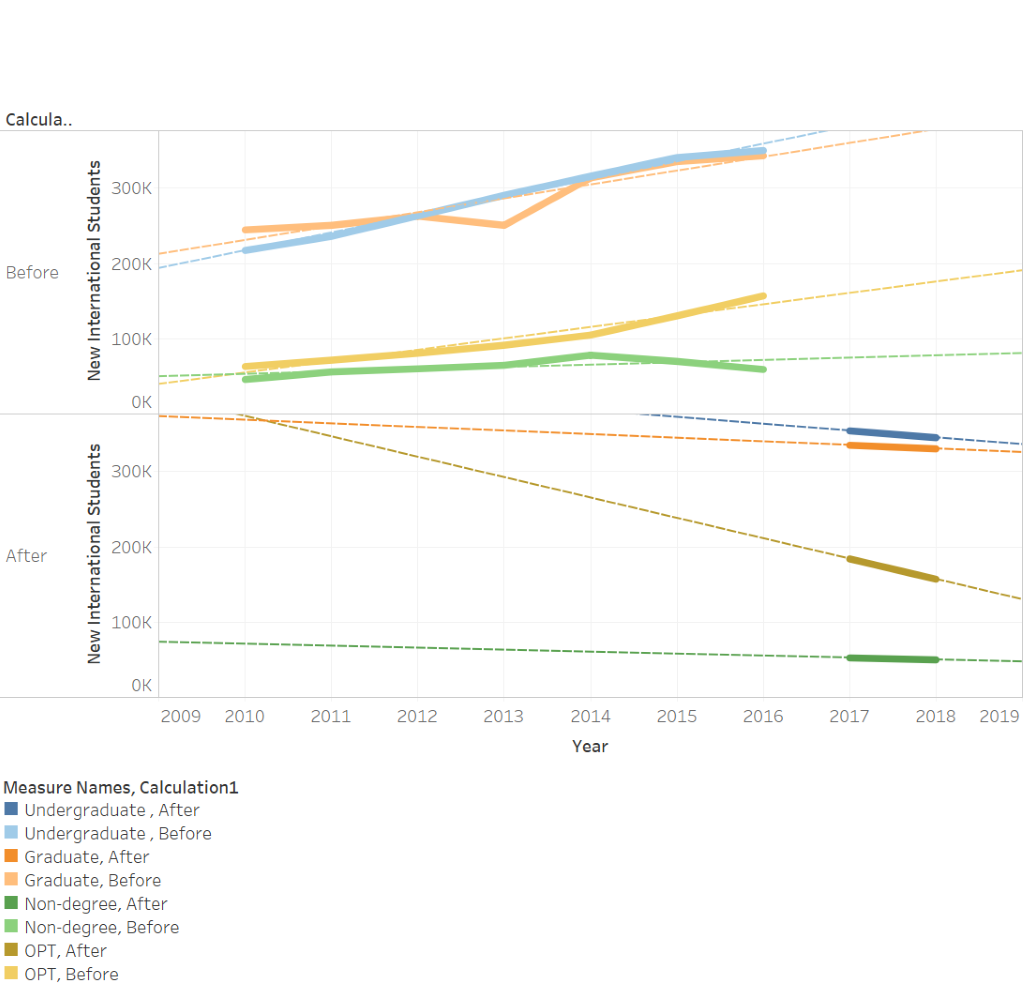 Calcula..
Before
New International Students
300K
200K
100K
0K
After
New International Students
300K
200K
100K
0K
2009 2010 2011 2012 2013 2014 2015 2016 2017 2018 2019
Year
Measure Names, Calculation1
Undergraduate , After
Undergraduate , Before
Graduate, After
Graduate, Before
Non-degree, After
Non-degree, Before
OPT, After
OPT, Before